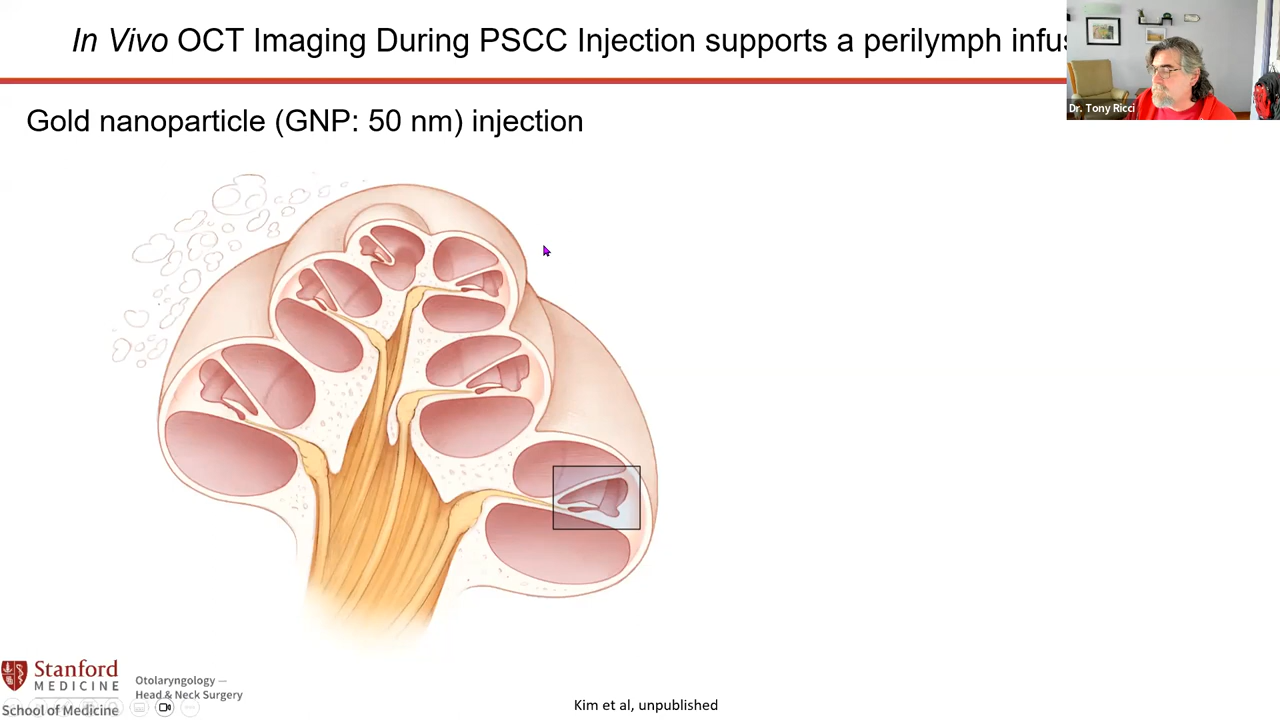 In Vivo OCT Imaging During PSCC Injection supports a perilymph infus
Dr. Tony Ricci
Gold nanoparticle (GNP: 50 nm) injection
Stanford
MEDICINE
School of Medicine
Otolaryngology —
Head & Neck Surgery
Kim et al, unpublished